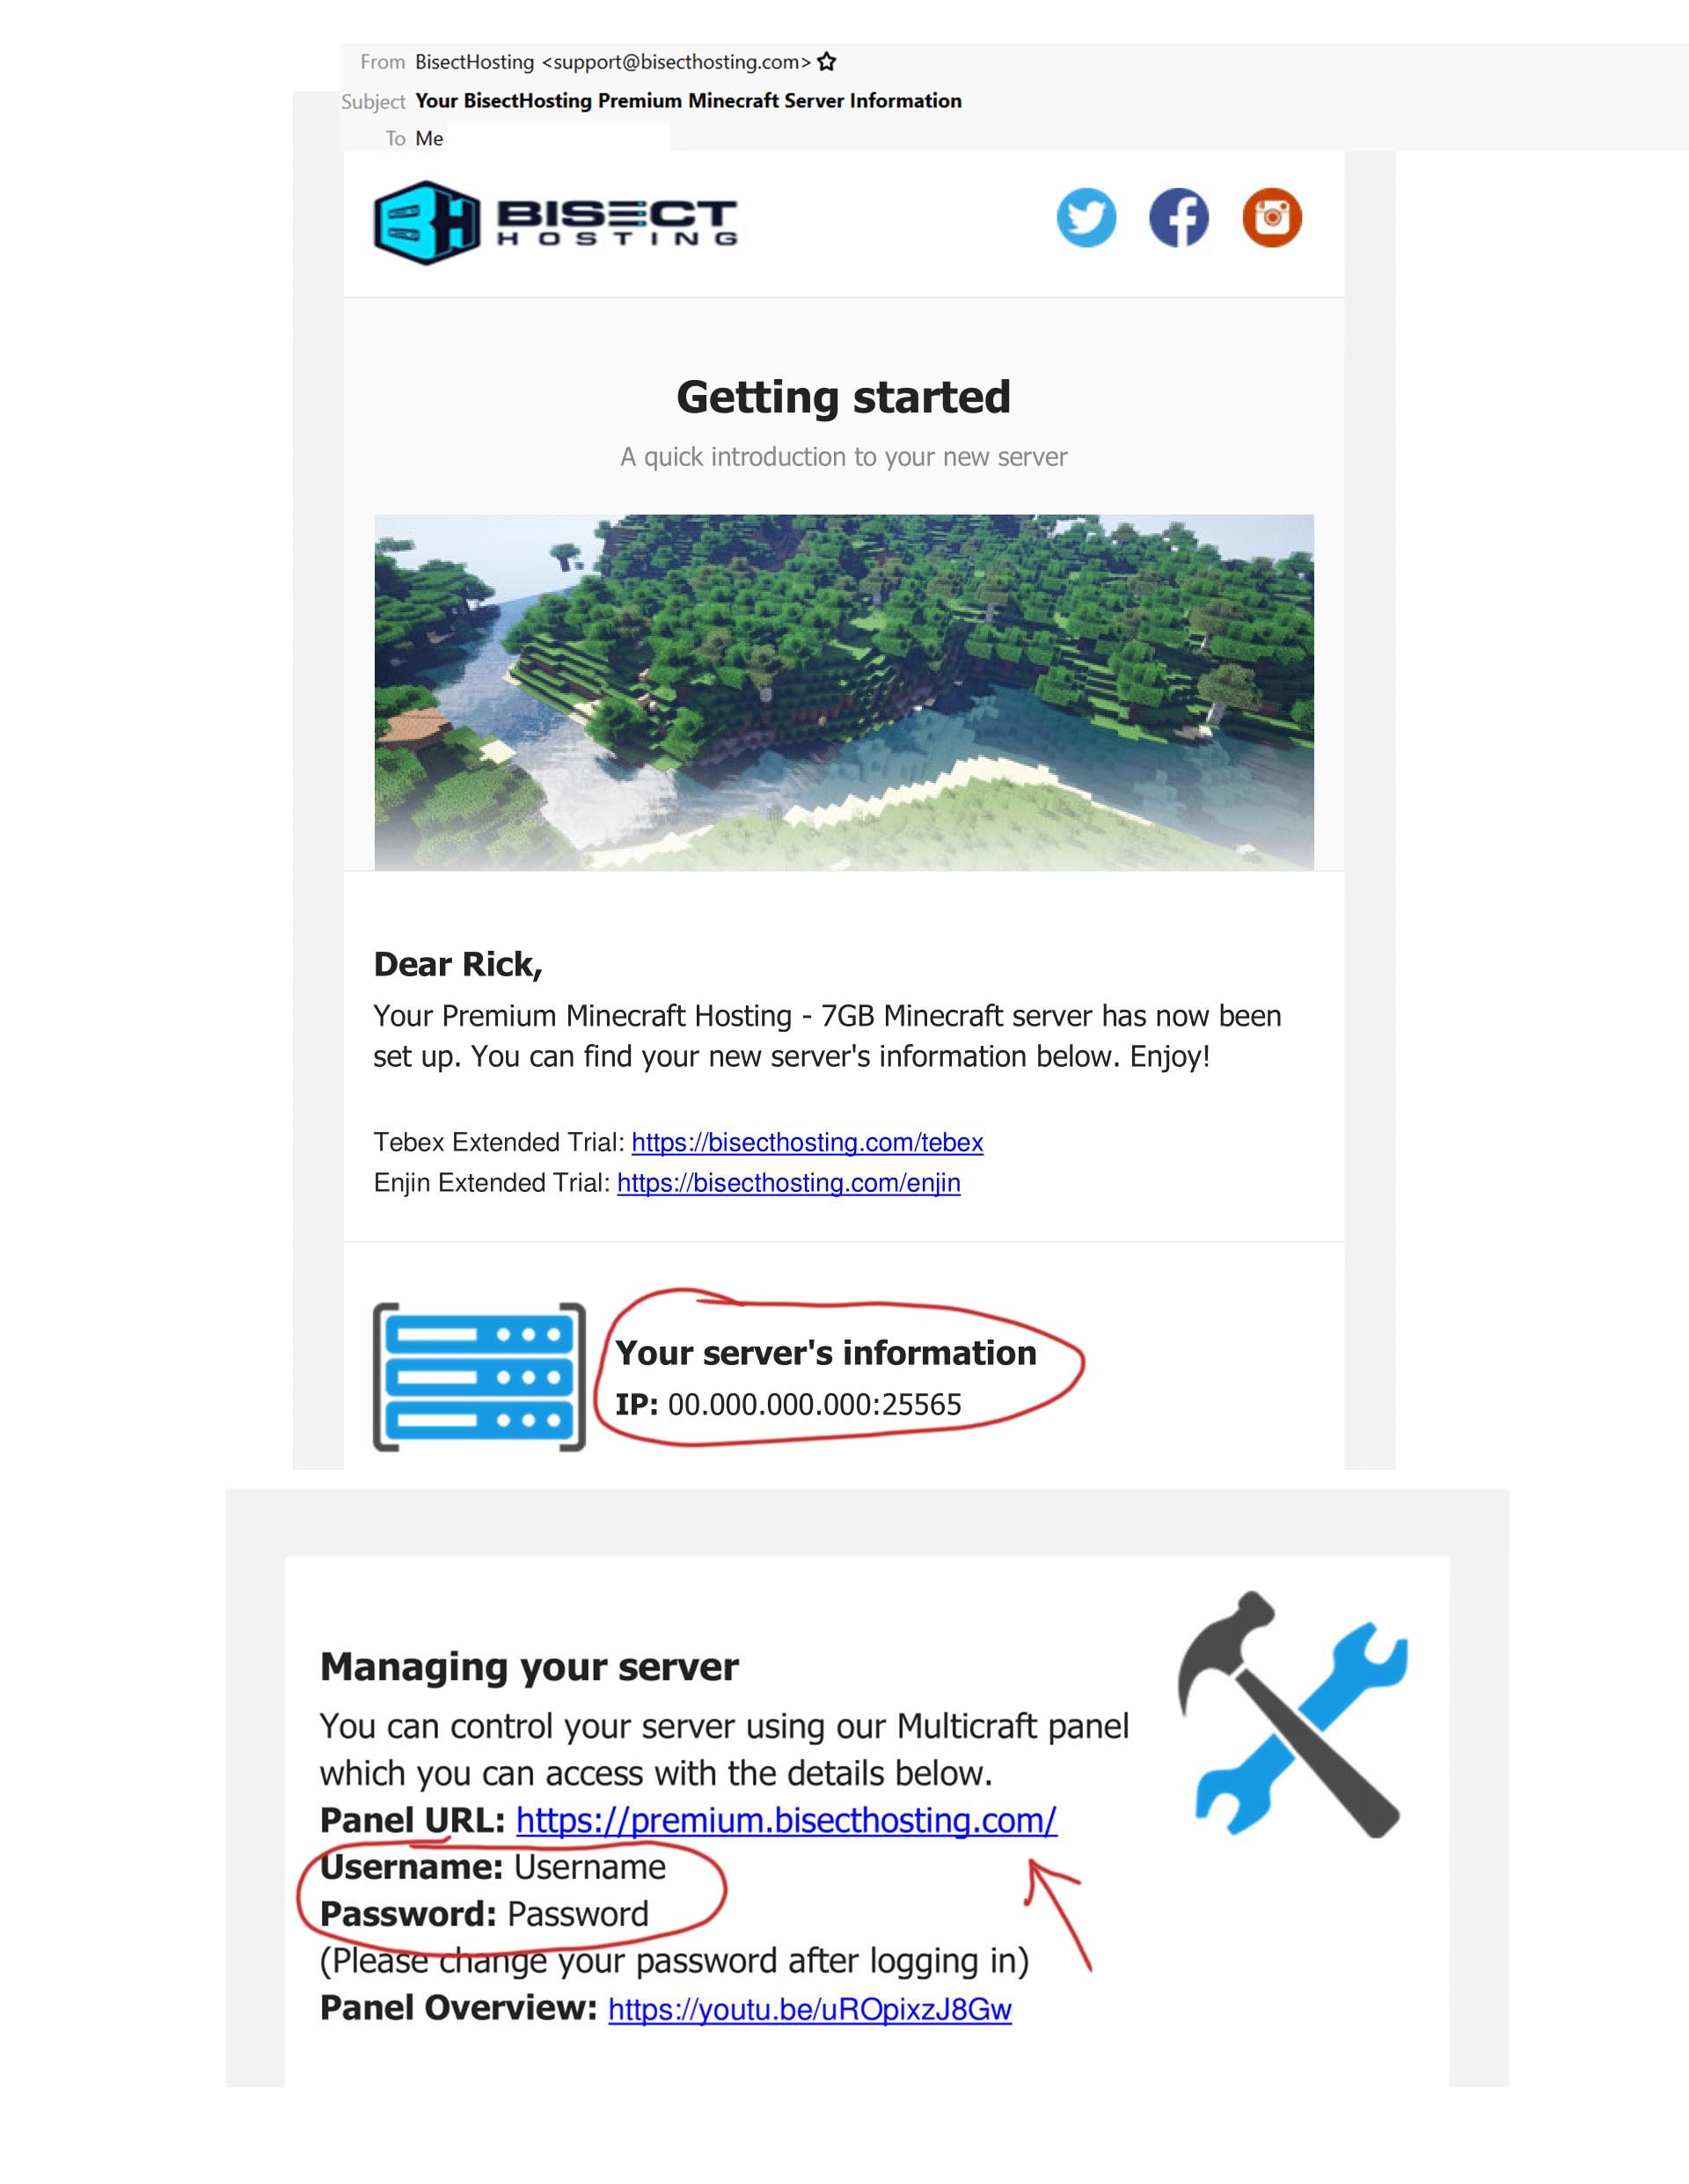 From BisectHosting <support@bisecthosting.com>
Subject Your BisectHosting Premium Minecraft Server Information
To Me
BH BISECT
HOSTING
Getting started
A quick introduction to your new server
Dear Rick,
Your Premium Minecraft Hosting - 7GB Minecraft server has now been
set up. You can find your new server's information below. Enjoy!
Tebex Extended Trial: https://bisecthosting.com/tebex
Enjin Extended Trial: https://bisecthosting.com/enjin
Your server's information
IP: 00.000.000.000:25565
Managing your server
You can control your server using our Multicraft panel
which you can access with the details below.
Panel URL: https://premium.bisecthosting.com/
Username: Username
Password: Password
(Please change your password after logging in)
Panel Overview: https://youtu.be/uROpixzJ8Gw